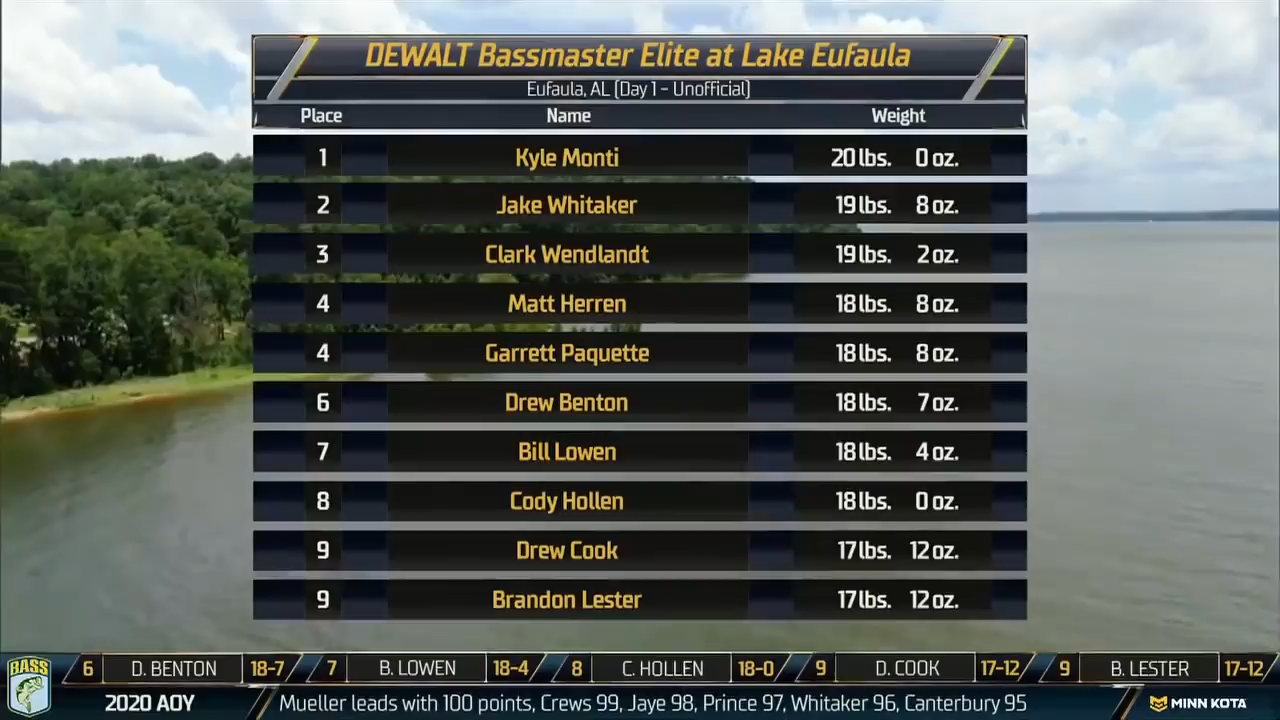 DEWALT Bassmaster Elite at Lake Eufaula
Eufaula, AL (Day 1 - Unofficial)
Place Name Weight
1 Kyle Monti 20 lbs. 0 oz.
2 Jake Whitaker 19 lbs. 8 oz.
3 Clark Wendlandt 19 lbs. 2 oz.
4 Matt Herren 18 lbs. 8 oz.
4 Garrett Paquette 18 lbs. 8 oz.
6 Drew Benton 18 lbs. 7 oz.
7 Bill Lowen 18 lbs. 4 oz.
8 Cody Hollen 18 lbs. 0 oz.
9 Drew Cook 17 lbs. 12 oz.
9 Brandon Lester 17 lbs. 12 oz.
BASS 6 D. BENTON 18-7 7 B. LOWEN 18-4 8 C. HOLLEN 18-0 9 D. COOK 17-12 9 B. LESTER 17-12
2020 AOY Mueller leads with 100 points, Crews 99, Jaye 98, Prince 97, Whitaker 96, Canterbury 95 MINN KOTA